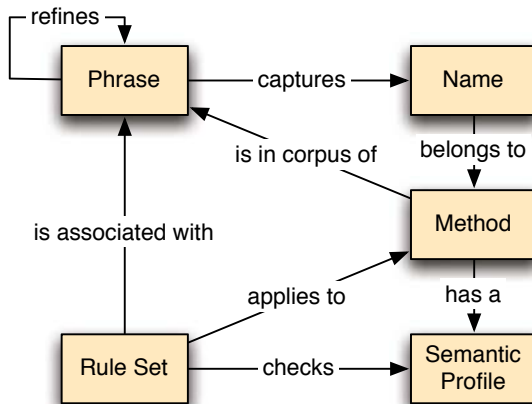 refines
Phrase
captures
Name
is in corpus of
belongs to
is associated with
Method
applies to
has a
Rule Set
checks
Semantic
Profile